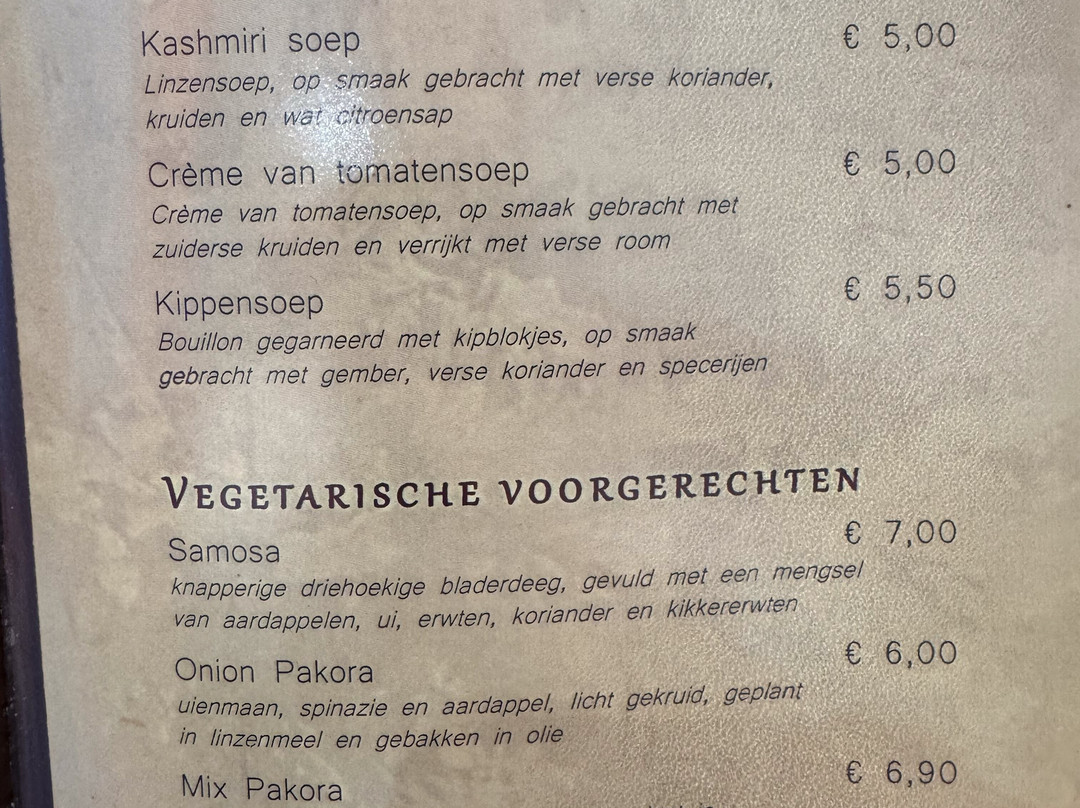 Kashmiri soep € 5,00
Linzensoep, op smaak gebracht met verse koriander,
kruiden en wat citroensap
Crème van tomatensoep € 5,00
Crème van tomatensoep, op smaak gebracht met
zuiderse kruiden en verrijkt met verse room
Kippensoep € 5,50
Bouillon gegarneerd met kipblokjes, op smaak
gebracht met gember, verse koriander en specerijen
VEGETARISCHE VOORGERECHTEN
Samosa € 7,00
knapperige driehoekige bladerdeeg, gevuld met een mengsel
van aardappelen, ui, erwten, koriander en kikkererwten
Onion Pakora € 6,00
uienmaan, spinazie en aardappel, licht gekruid, geplant
in linzenmeel en gebakken in olie
Mix Pakora € 6,90